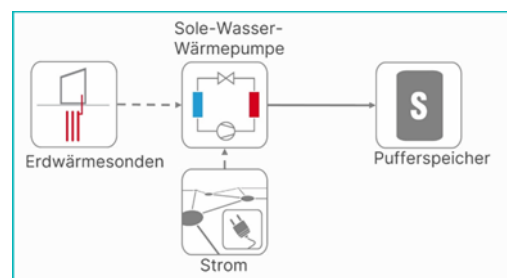 Sole-Wasser-
Wärmepumpe
S
Erdwärmesonden
Pufferspeicher
Strom